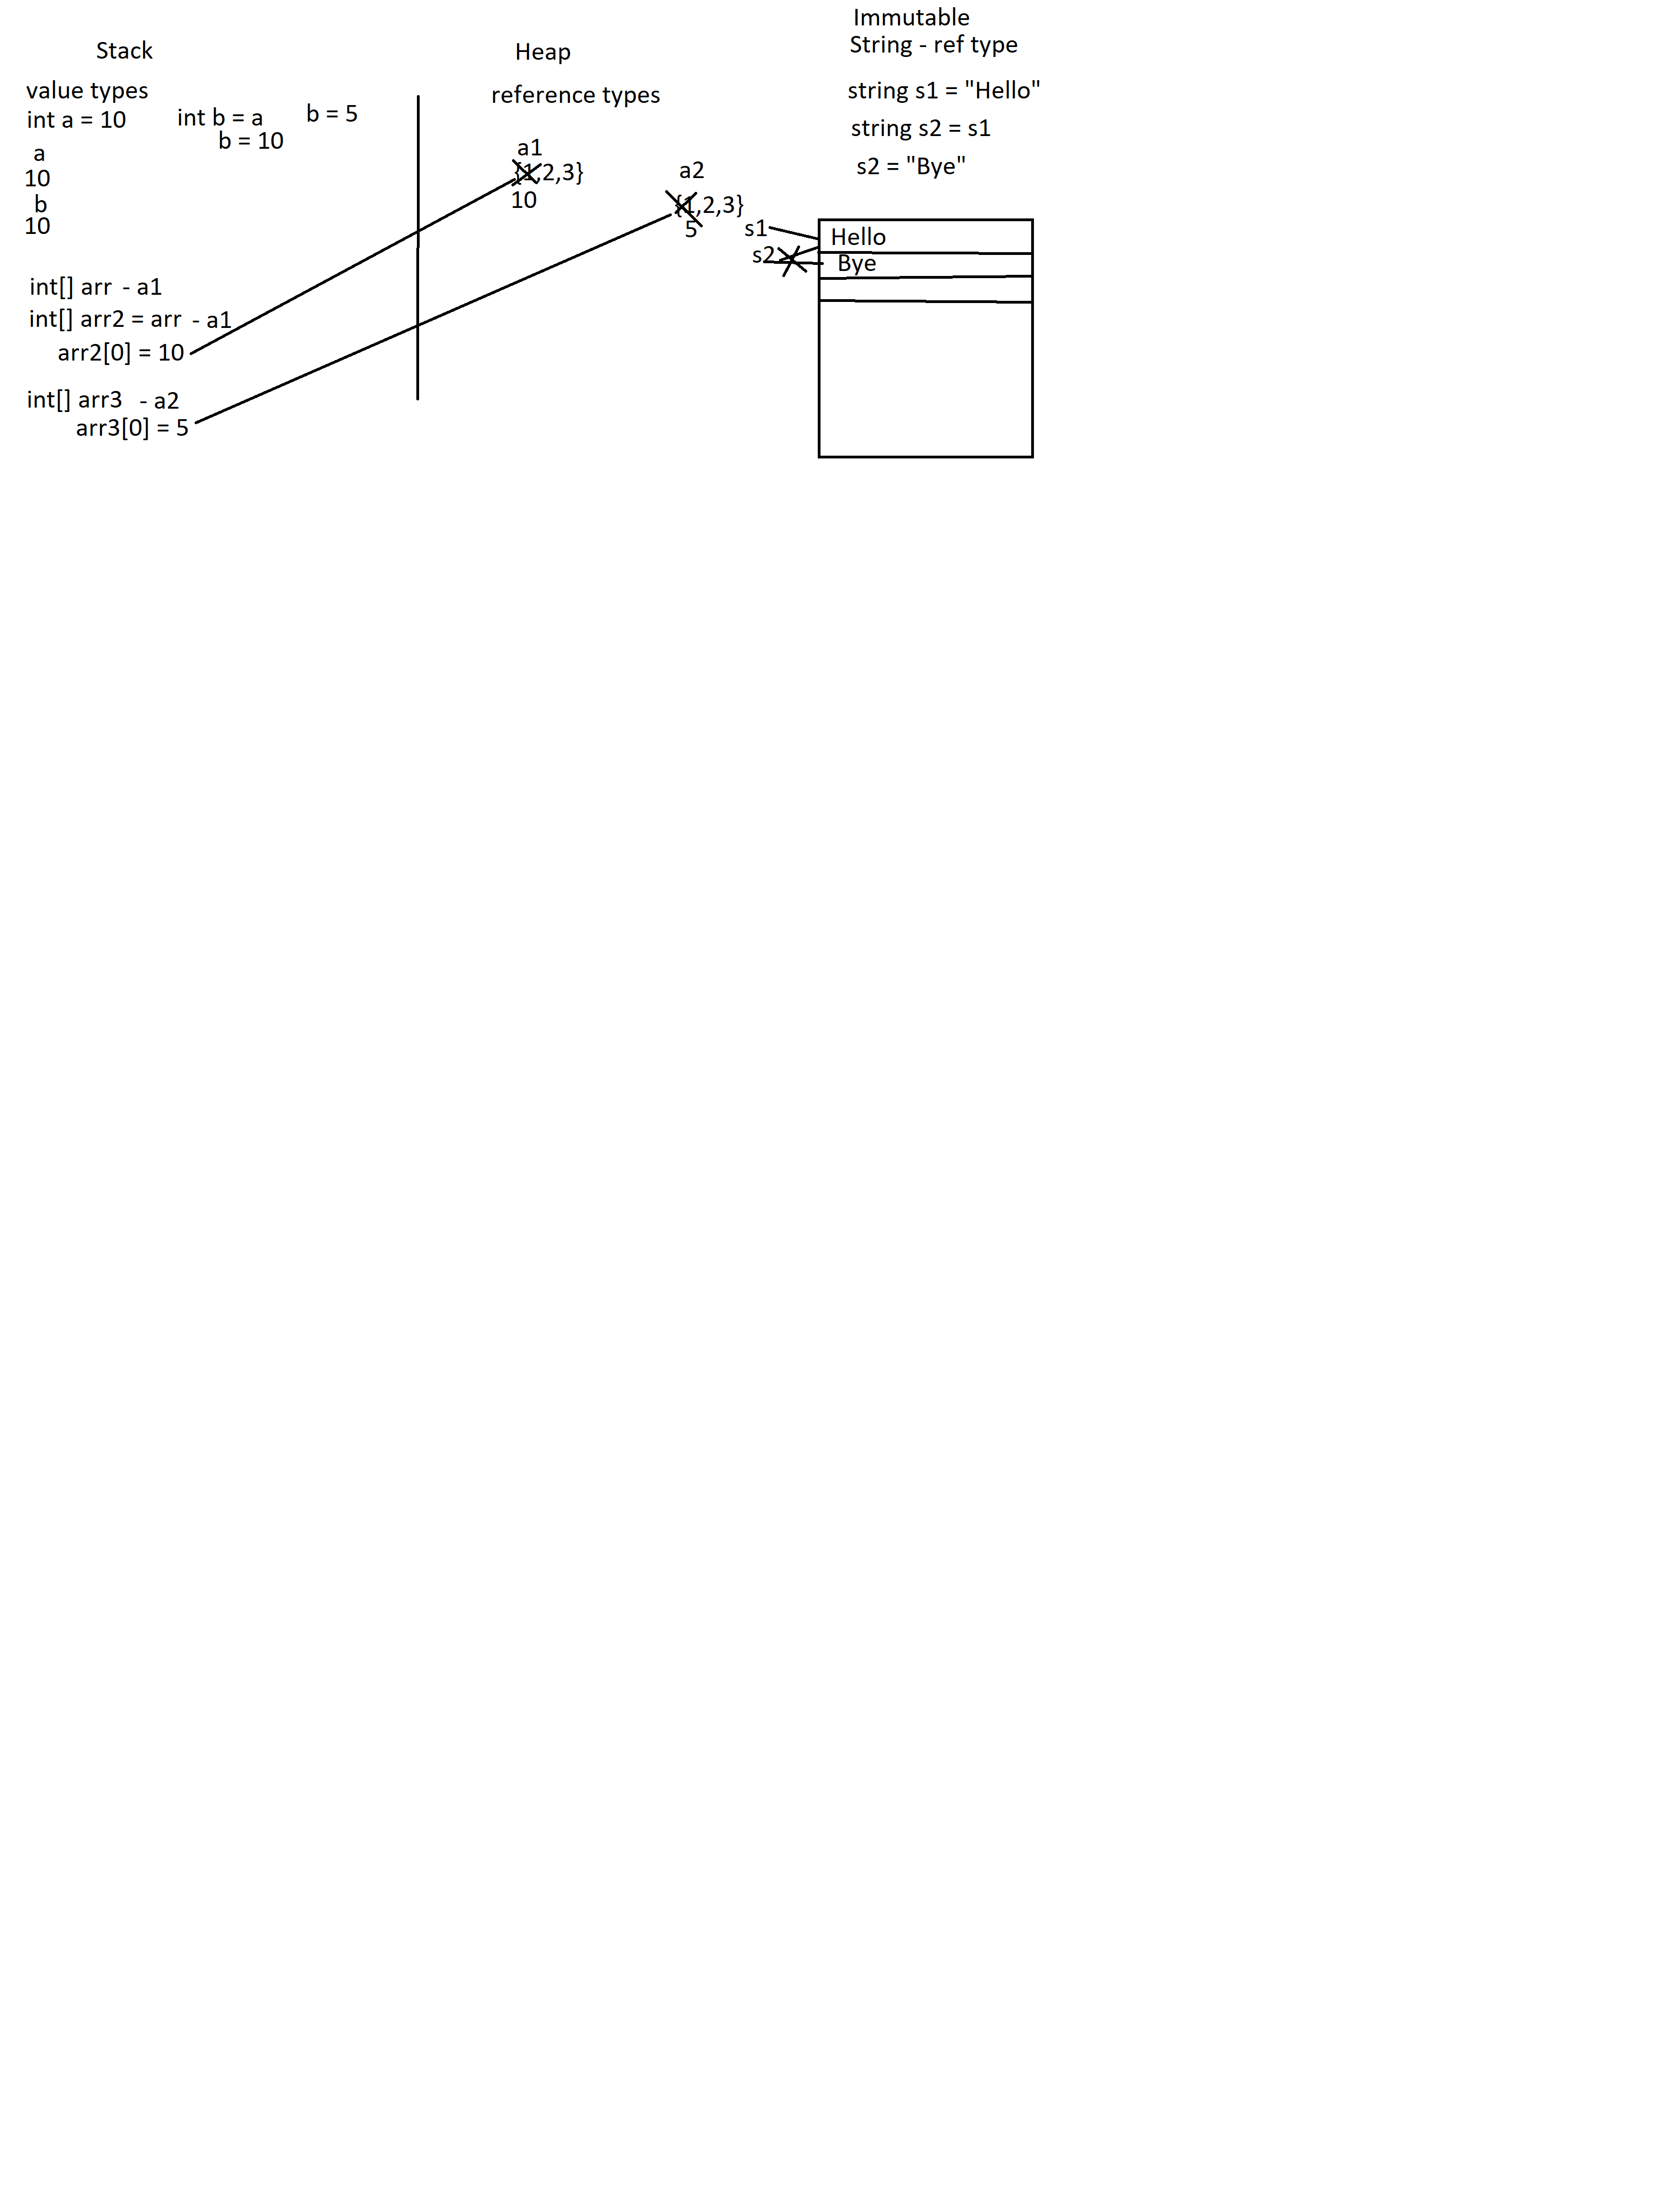 Stack
value types
int a = 10
int b = a
b = 10
b = 5
a
10
b
10
int[] arr - a1
int[] arr2 = arr - a1
arr2[0] = 10
int[] arr3 - a2
arr3[0] = 5
Heap
reference types
a1
{1,2,3}
10
a2
{1,2,3}
5
Immutable
String - ref type
string s1 = "Hello"
string s2 = s1
s2 = "Bye"
s1
Hello
s2
Bye